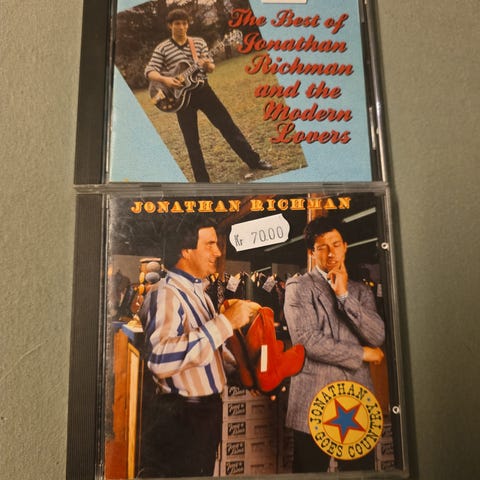 The Best of
Jonathan
Richman
and the
Modern
Lovers
JONATHAN RICHMAN
Kr 70.00
JONATHAN
GOES COUNTRY